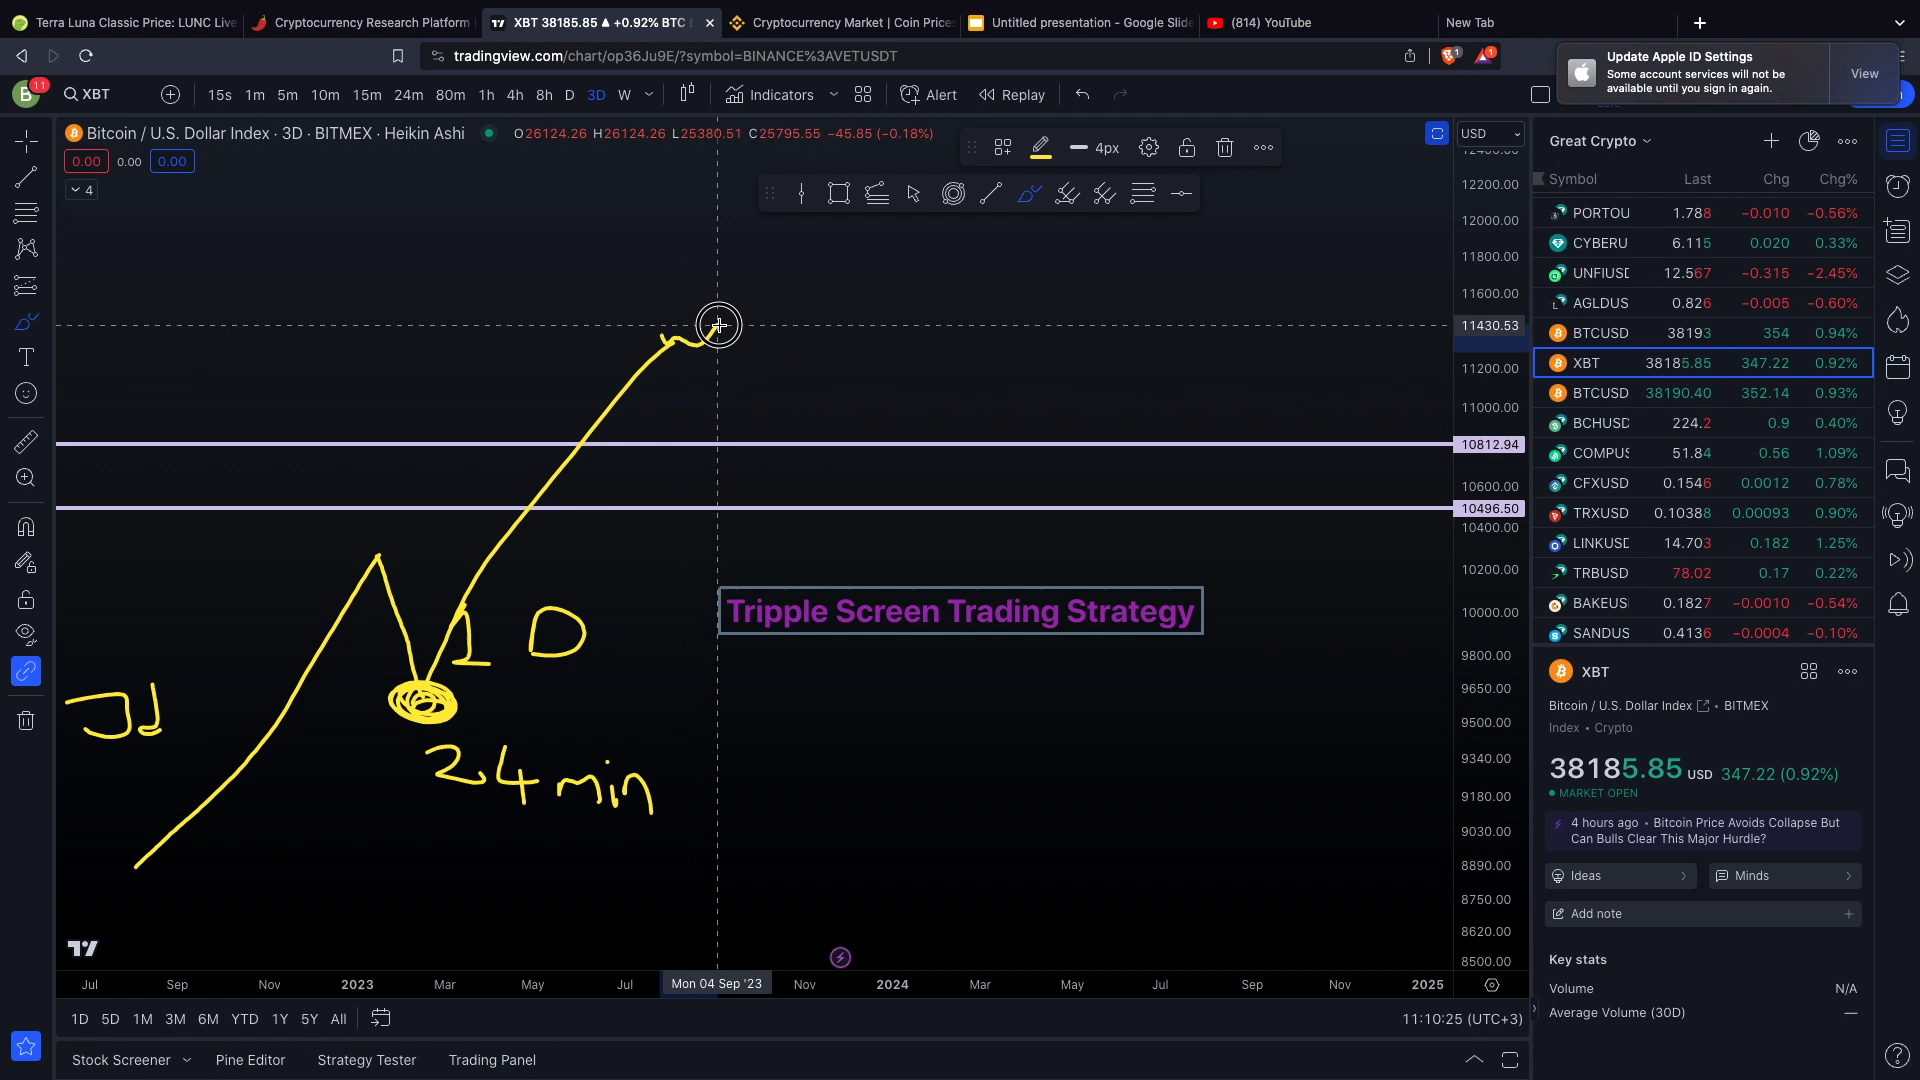 Terra Luna Classic Price: LUNC Live
Cryptocurrency Research Platform
XBT 38185.85 ▲ +0.92% BTC
Cryptocurrency Market | Coin Price
Untitled presentation - Google Slide
(814) YouTube
New Tab
tradingview.com/chart/op36Ju9E/?symbol=BINANCE%3AVETUSDT
1
1
Update Apple ID Settings
Some account services will not be
available until you sign in again.
View
B
11
XBT
15s 1m 5m 10m 15m 24m 80m 1h 4h 8h D 3D W
Indicators
Alert
Replay
Bitcoin / U.S. Dollar Index · 3D · BITMEX · Heikin Ashi
O26124.26 H26124.26 L25380.51 C25795.55 −45.85 (−0.18%)
0.00 0.00 0.00
4
4px
USD
12200.00
12000.00
11800.00
11600.00
11430.53
11200.00
11000.00
10812.94
10600.00
10496.50
10400.00
10200.00
10000.00
9800.00
9650.00
9500.00
9340.00
9180.00
9030.00
8890.00
8750.00
8620.00
8500.00
Tripple Screen Trading Strategy
1 D
24 min
Jul Sep Nov 2023 Mar May Jul Mon 04 Sep '23 Nov 2024 Mar May Jul Sep Nov 2025
1D 5D 1M 3M 6M YTD 1Y 5Y All
11:10:25 (UTC+3)
Stock Screener
Pine Editor
Strategy Tester
Trading Panel
Great Crypto
Symbol Last Chg Chg%
PORTOU 1.788 −0.010 −0.56%
CYBERU 6.115 0.020 0.33%
UNFIUSD 12.567 −0.315 −2.45%
AGLDUS 0.826 −0.005 −0.60%
BTCUSD 38193 354 0.94%
XBT 38185.85 347.22 0.92%
BTCUSD 38190.40 352.14 0.93%
BCHUSD 224.2 0.9 0.40%
COMPUS 51.84 0.56 1.09%
CFXUSD 0.1546 0.0012 0.78%
TRXUSD 0.10388 0.00093 0.90%
LINKUSD 14.703 0.182 1.25%
TRBUSD 78.02 0.17 0.22%
BAKEUS 0.1827 −0.0010 −0.54%
SANDUS 0.4136 −0.0004 −0.10%
XBT
Bitcoin / U.S. Dollar Index • BITMEX
Index • Crypto
38185.85 USD 347.22 (0.92%)
MARKET OPEN
4 hours ago • Bitcoin Price Avoids Collapse But
Can Bulls Clear This Major Hurdle?
Ideas
Minds
Add note
Key stats
Volume N/A
Average Volume (30D) —